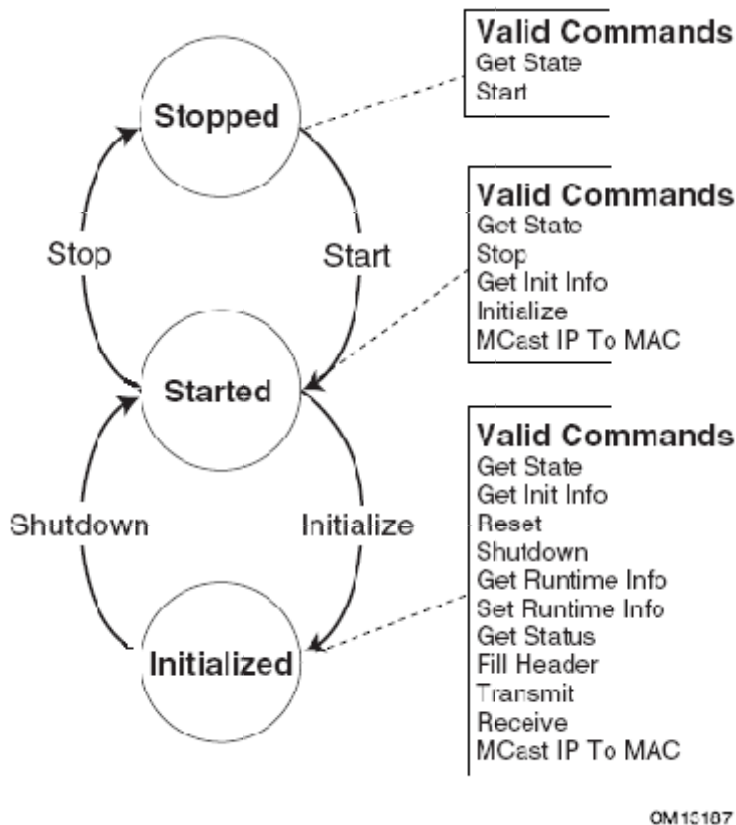 Stopped
Stop
Start
Started
Shutdown
Initialize
Initialized
Valid Commands
Get State
Start
Valid Commands
Get State
Stop
Get Init Info
Initialize
MCast IP To MAC
Valid Commands
Get State
Get Init Info
Reset
Shutdown
Get Runtime Info
Set Runtime Info
Get Status
Fill Header
Transmit
Receive
MCast IP To MAC
OM13187